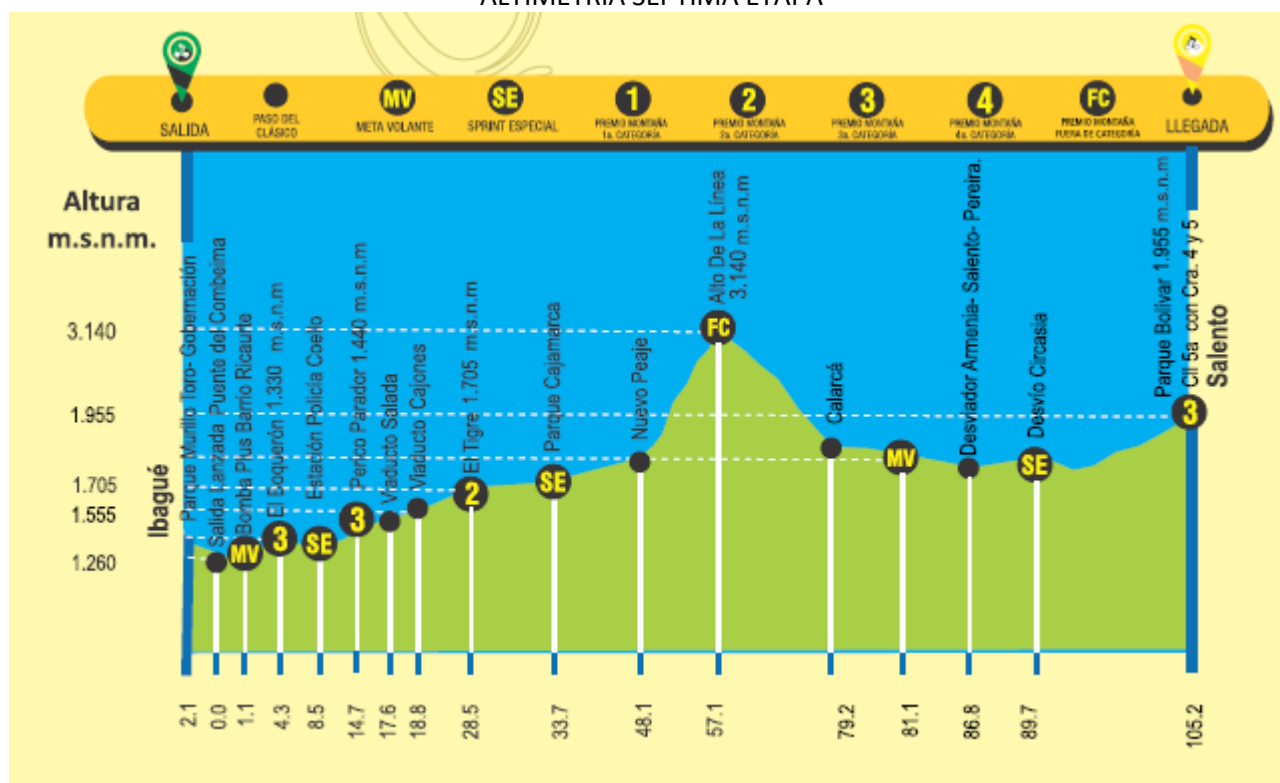 ALTIMETRIA SEPTIMA ETAPA
SALIDA
PASO DEL
CLÁSICO
MV
META VOLANTE
SE
SPRINT ESPECIAL
1
PREMIO MONTAÑA
1a. CATEGORÍA
2
PREMIO MONTAÑA
2a. CATEGORÍA
3
PREMIO MONTAÑA
3a. CATEGORÍA
4
PREMIO MONTAÑA
4a. CATEGORÍA
FC
PREMIO MONTAÑA
FUERA DE CATEGORÍA
LLEGADA
Altura
m.s.n.m.
3.140
1.955
1.705
1.555
1.260
Ibagué
Parque Murillo Toro- Gobernación
Salida Lanzada Puente del Combeima
Bomba Plus Barrio Ricaurte
MV
El Boquerón 1.330 m.s.n.m
3
Estación Policía Coello
SE
Perico Parador 1.440 m.s.n.m
3
Viaducto Salada
Viaducto Cajones
El Tigre 1.705 m.s.n.m
2
Parque Cajamarca
SE
Nuevo Peaje
Alto De La Línea
3.140 m.s.n.m
FC
Calarcá
MV
Desviador Armenia- Salento- Pereira.
Desvío Circasia
SE
Parque Bolívar 1.955 m.s.n.m
Cll 5a con Cra. 4 y 5
3
Salento
2.1
0.0
1.1
4.3
8.5
14.7
17.6
18.8
28.5
33.7
48.1
57.1
79.2
81.1
86.8
89.7
105.2